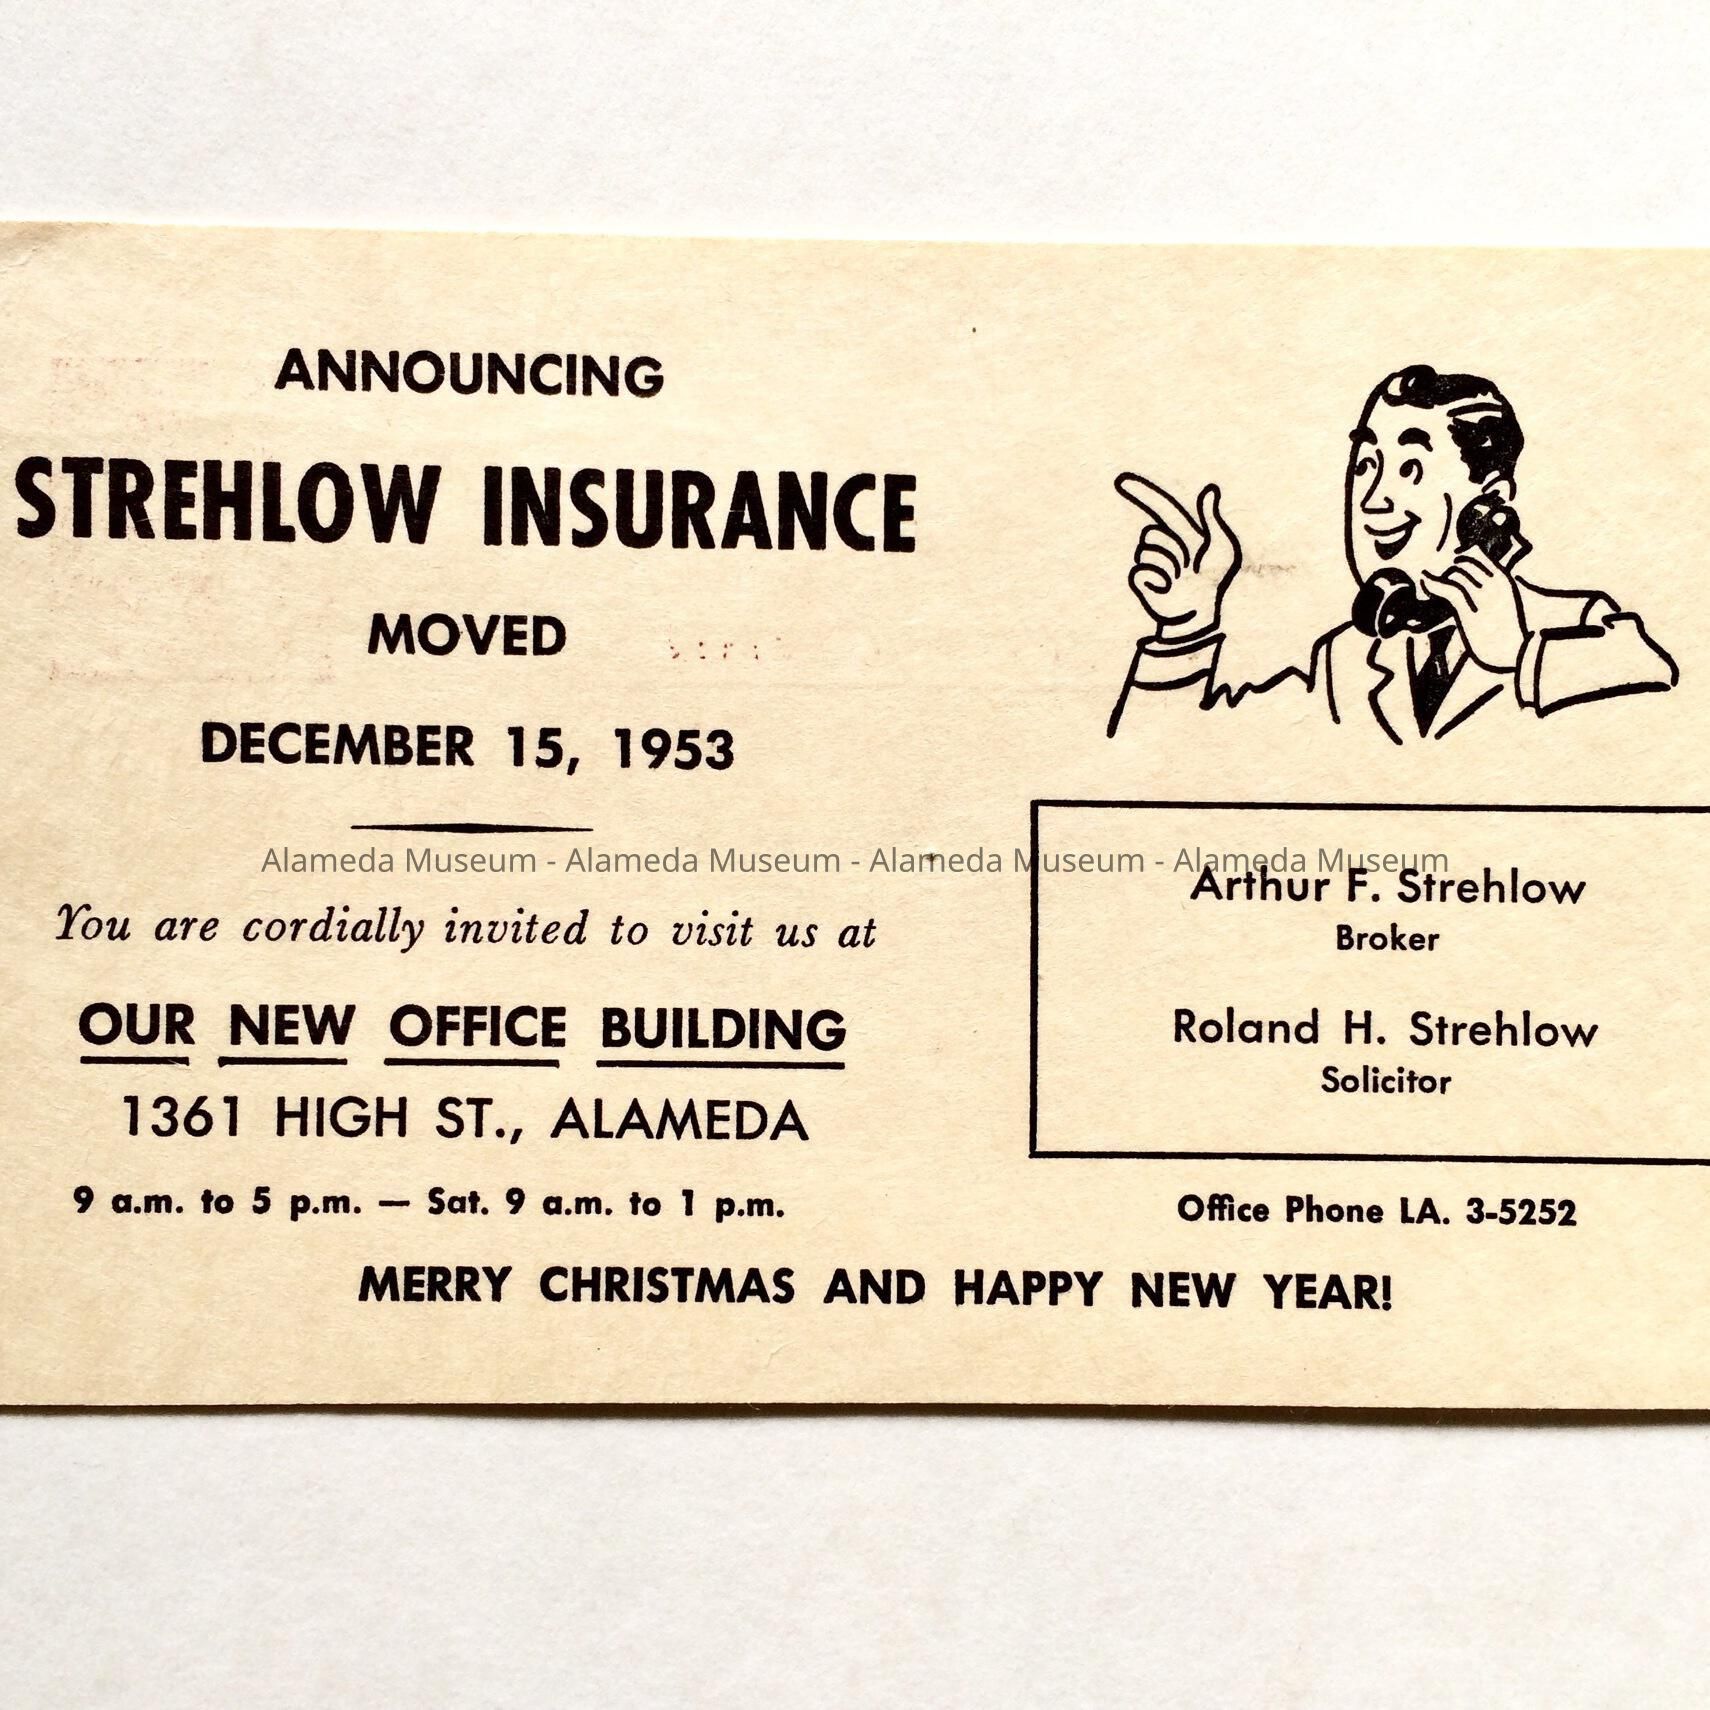 ANNOUNCING
STREHLOW INSURANCE
MOVED
DECEMBER 15, 1953
Alameda Museum - Alameda Museum - Alameda Museum - Alameda Museum
You are cordially invited to visit us at
OUR NEW OFFICE BUILDING
1361 HIGH ST., ALAMEDA
9 a.m. to 5 p.m. — Sat. 9 a.m. to 1 p.m.
Arthur F. Strehlow
Broker
Roland H. Strehlow
Solicitor
Office Phone LA. 3-5252
MERRY CHRISTMAS AND HAPPY NEW YEAR!